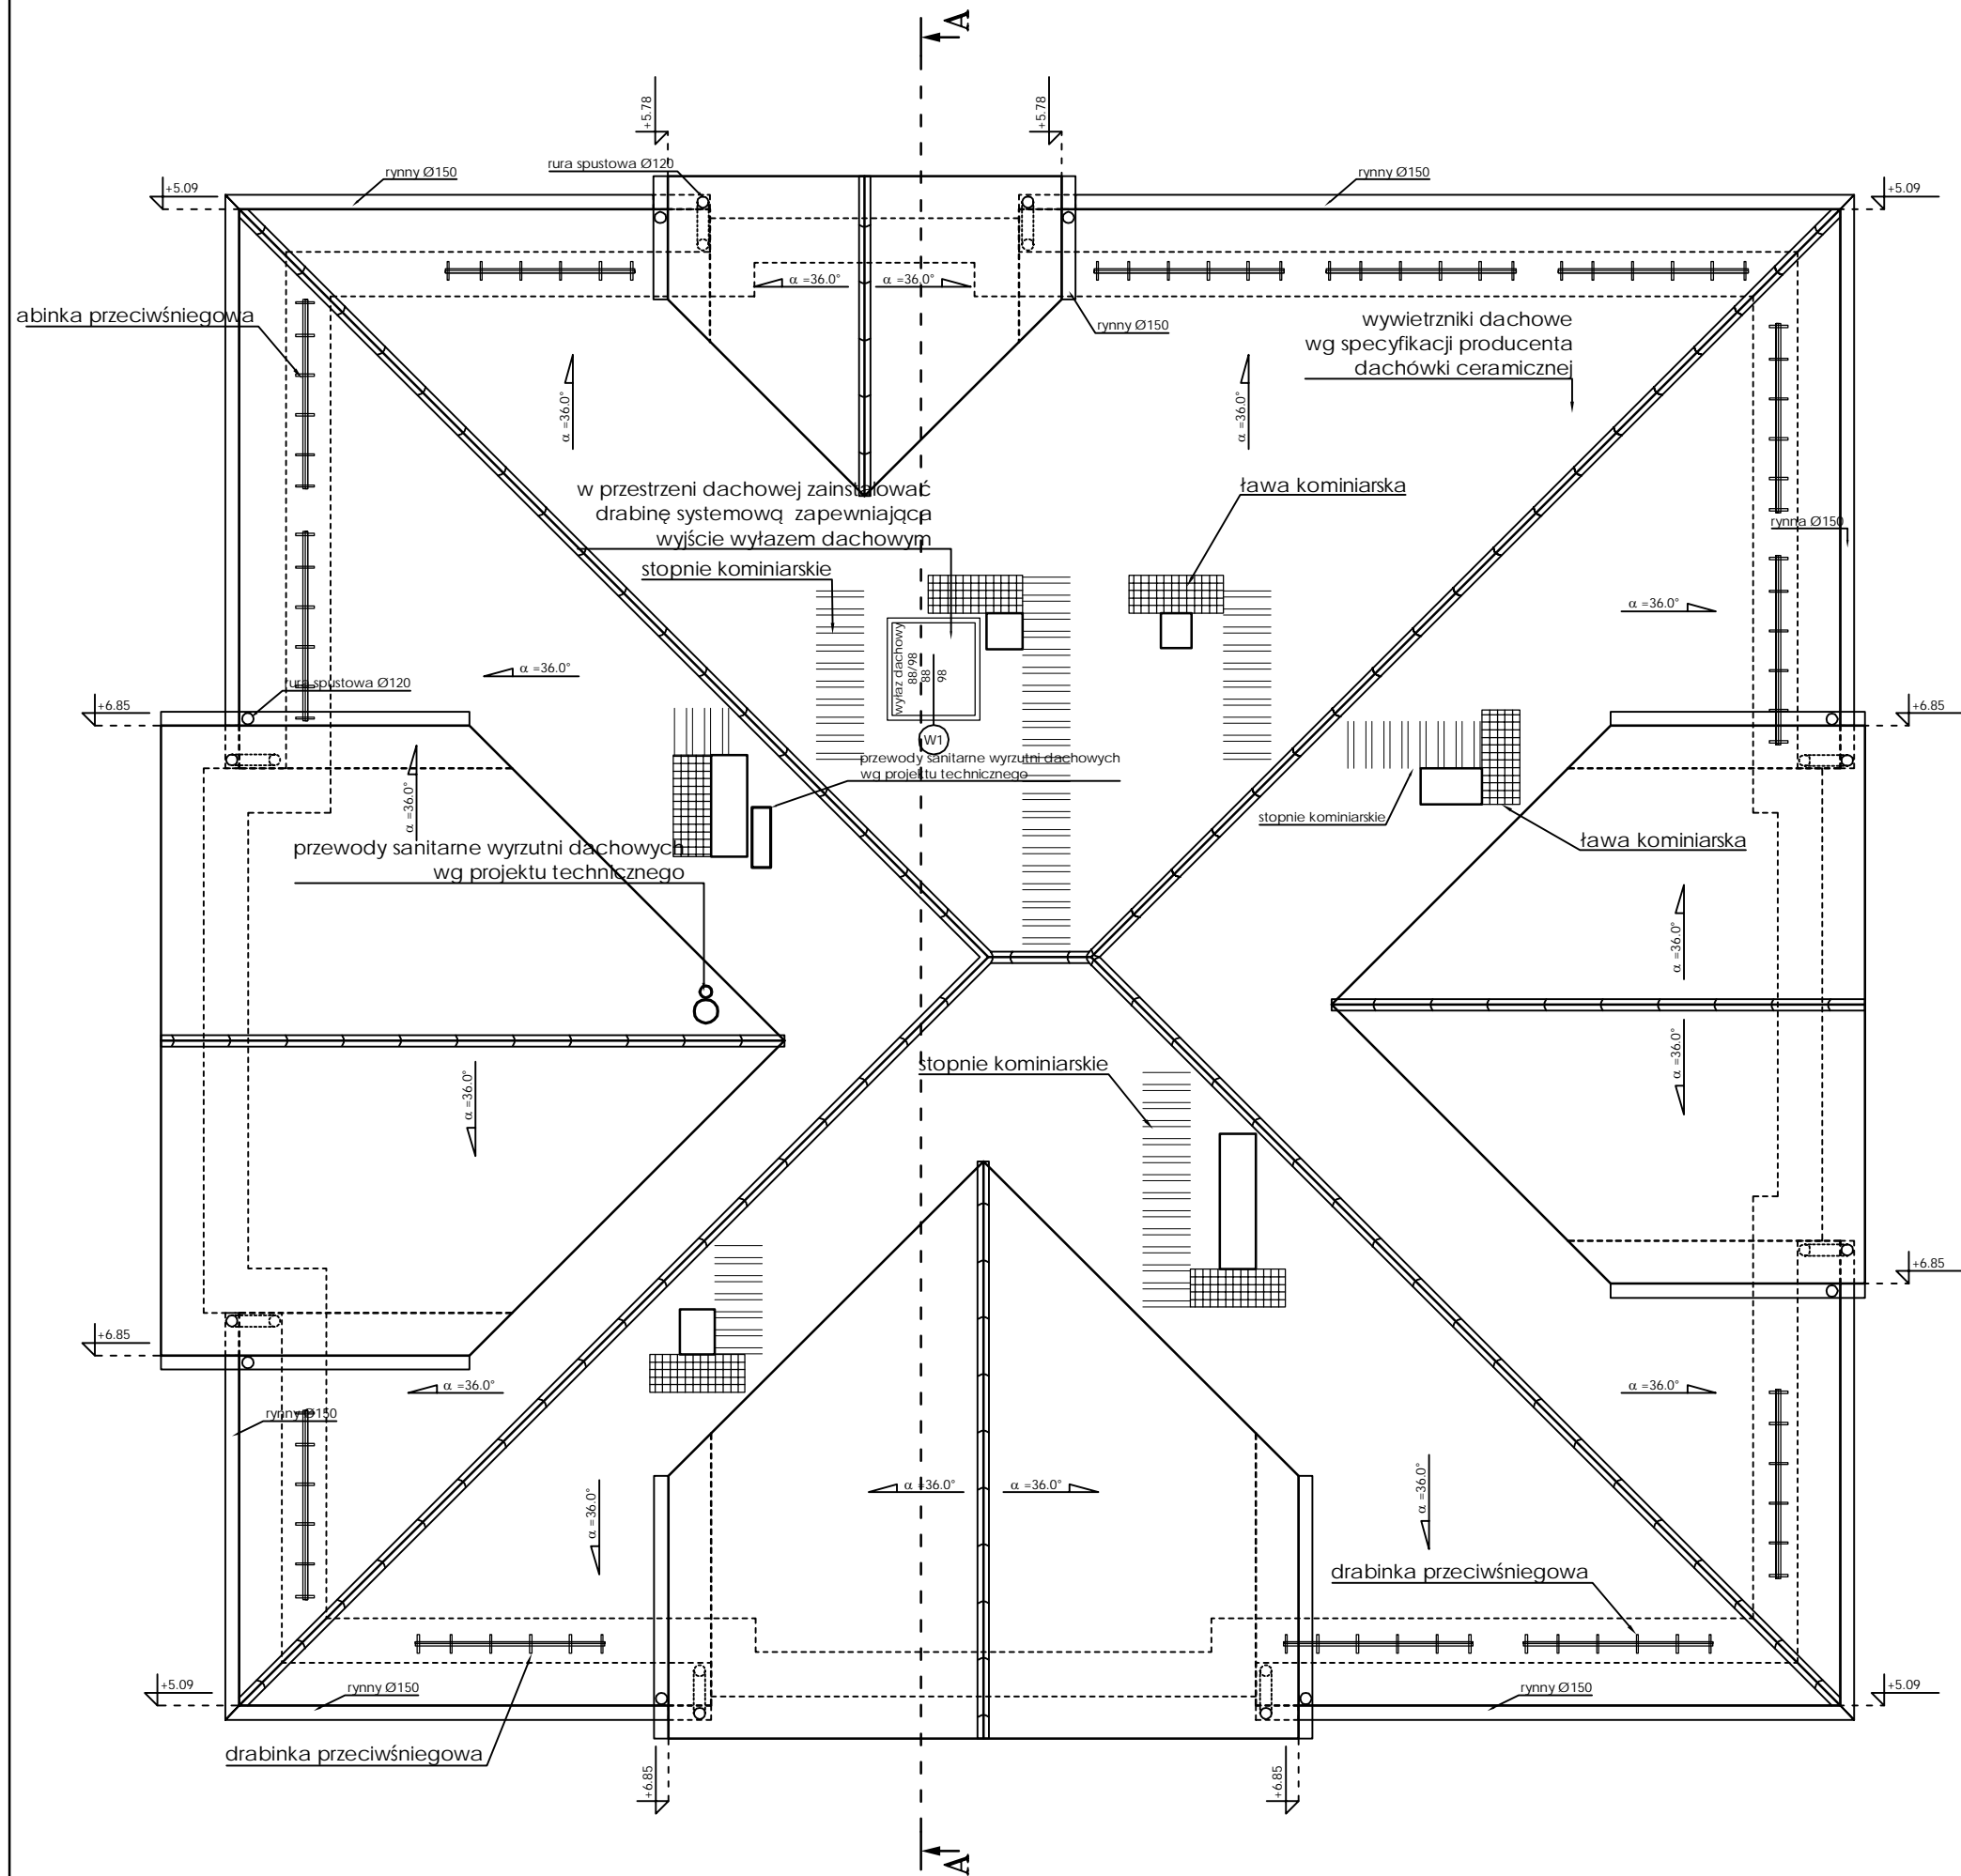 A
+5.78
+5.78
rura spustowa Ø120
rynny Ø150
rynny Ø150
+5.09
+5.09
α =36.0°
α =36.0°
abinka przeciwśniegowa
rynny Ø150
wywietrzniki dachowe
wg specyfikacji producenta
dachówki ceramicznej
α =36.0°
α =36.0°
w przestrzeni dachowej zainstalować
drabinę systemową zapewniająca
wyjście wyłazem dachowym
ława kominiarska
rynna Ø150
stopnie kominiarskie
α =36.0°
wyłaz dachowy
88/98
88
98
α =36.0°
rura spustowa Ø120
+6.85
+6.85
W1
przewody sanitarne wyrzutni dachowych
wg projektu technicznego
α =36.0°
stopnie kominiarskie
ława kominiarska
przewody sanitarne wyrzutni dachowych
wg projektu technicznego
α =36.0°
stopnie kominiarskie
α =36.0°
α =36.0°
+6.85
+6.85
α =36.0°
α =36.0°
rynny Ø150
α =36.0°
α =36.0°
α =36.0°
α =36.0°
drabinka przeciwśniegowa
+5.09
rynny Ø150
rynny Ø150
+5.09
drabinka przeciwśniegowa
+6.85
+6.85
A